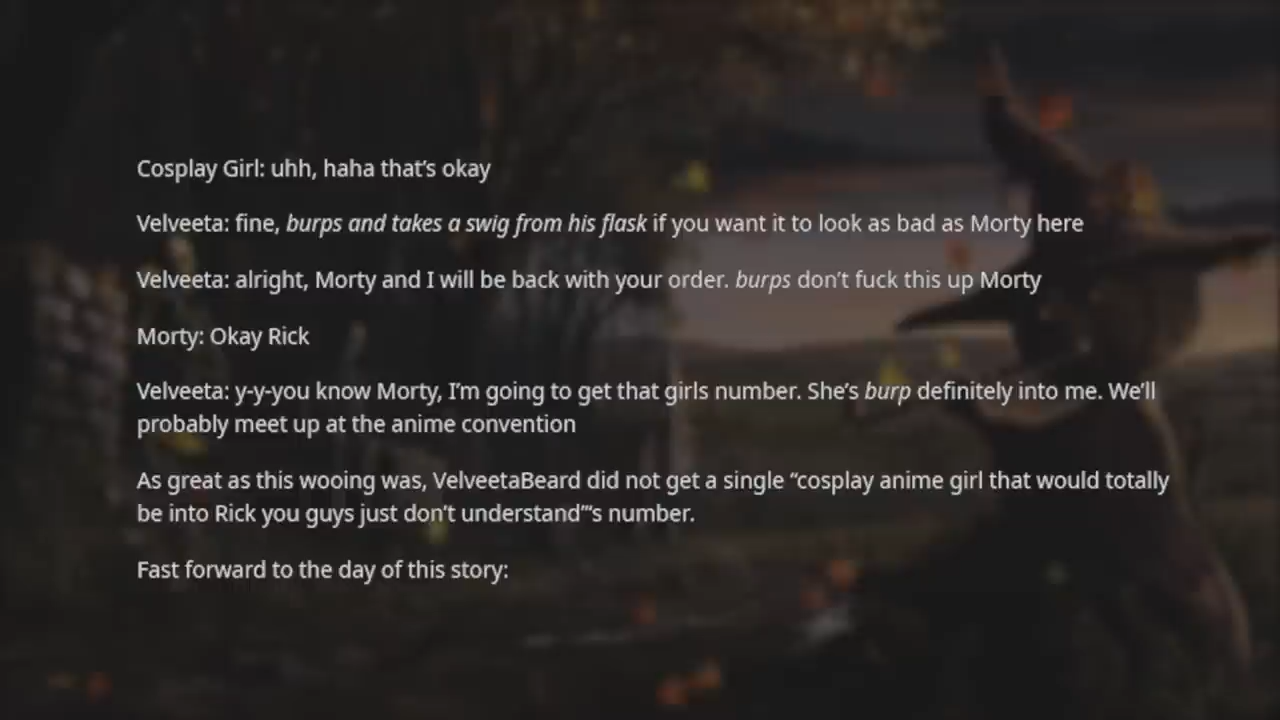 Cosplay Girl: uhh, haha that's okay
Velveeta: fine, burps and takes a swig from his flask if you want it to look as bad as Morty here
Velveeta: alright, Morty and I will be back with your order. burps don't fuck this up Morty
Morty: Okay Rick
Velveeta: y-y-you know Morty, I'm going to get that girls number. She's burp definitely into me. We'll
probably meet up at the anime convention
As great as this wooing was, VelveetaBeard did not get a single “cosplay anime girl that would totally
be into Rick you guys just don't understand”'s number.
Fast forward to the day of this story: